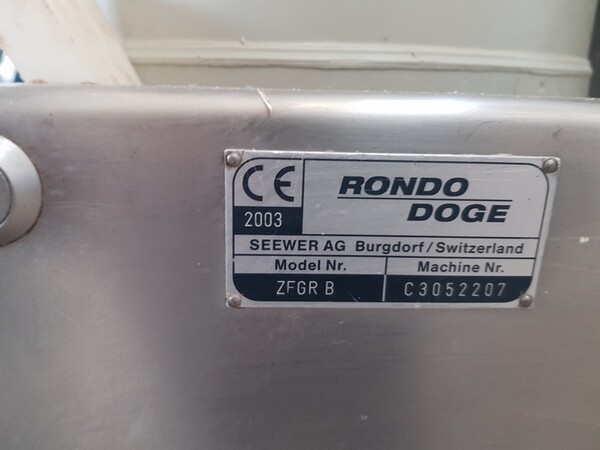 CE
2003
RONDO
DOGE
SEEWER AG Burgdorf/Switzerland
Model Nr. Machine Nr.
ZFGR B C3052207